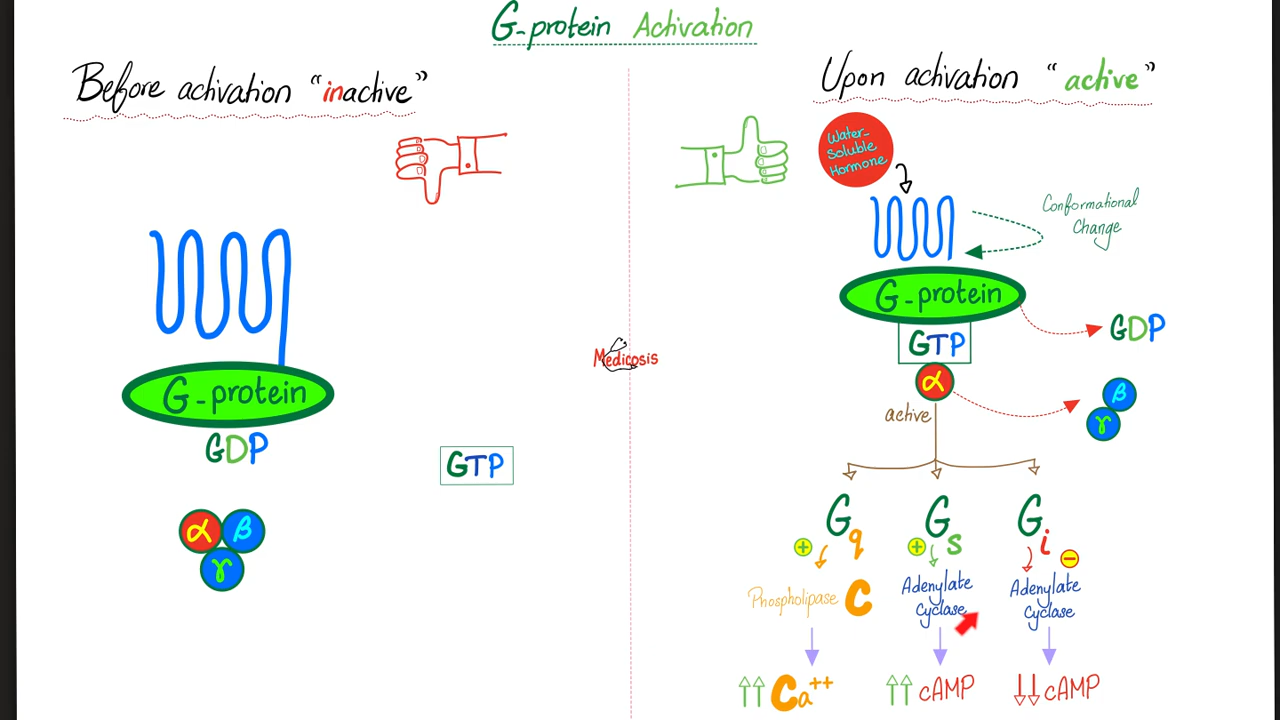 G-protein Activation
Before activation "inactive"
G-protein
GDP
GTP
α β
γ
Medicosis
Upon activation "active"
Water-
Soluble
Hormone
Conformational
Change
G-protein
GTP
GDP
α
active
β
γ
Gq
+
Phospholipase C
↑↑ Ca++
Gs
+
Adenylate
Cyclase
↑↑ cAMP
Gi
−
Adenylate
Cyclase
↓↓ cAMP